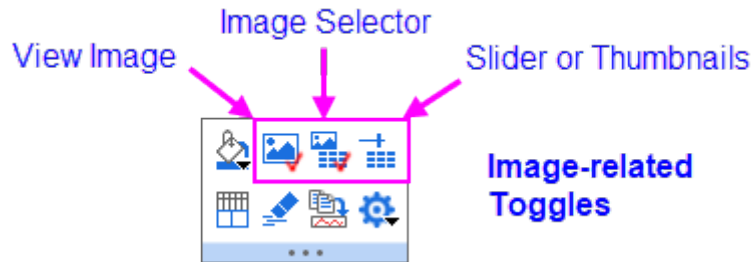 Image Selector
View Image
Slider or Thumbnails
Image-related
Toggles